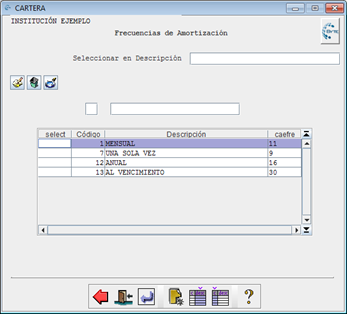 CARTERA
INSTITUCIÓN EJEMPLO
Frecuencias de Amortización
Seleccionar en Descripción
select Código Descripción caefre
1 MENSUAL 11
7 UNA SOLA VEZ 9
12 ANUAL 16
13 AL VENCIMIENTO 30